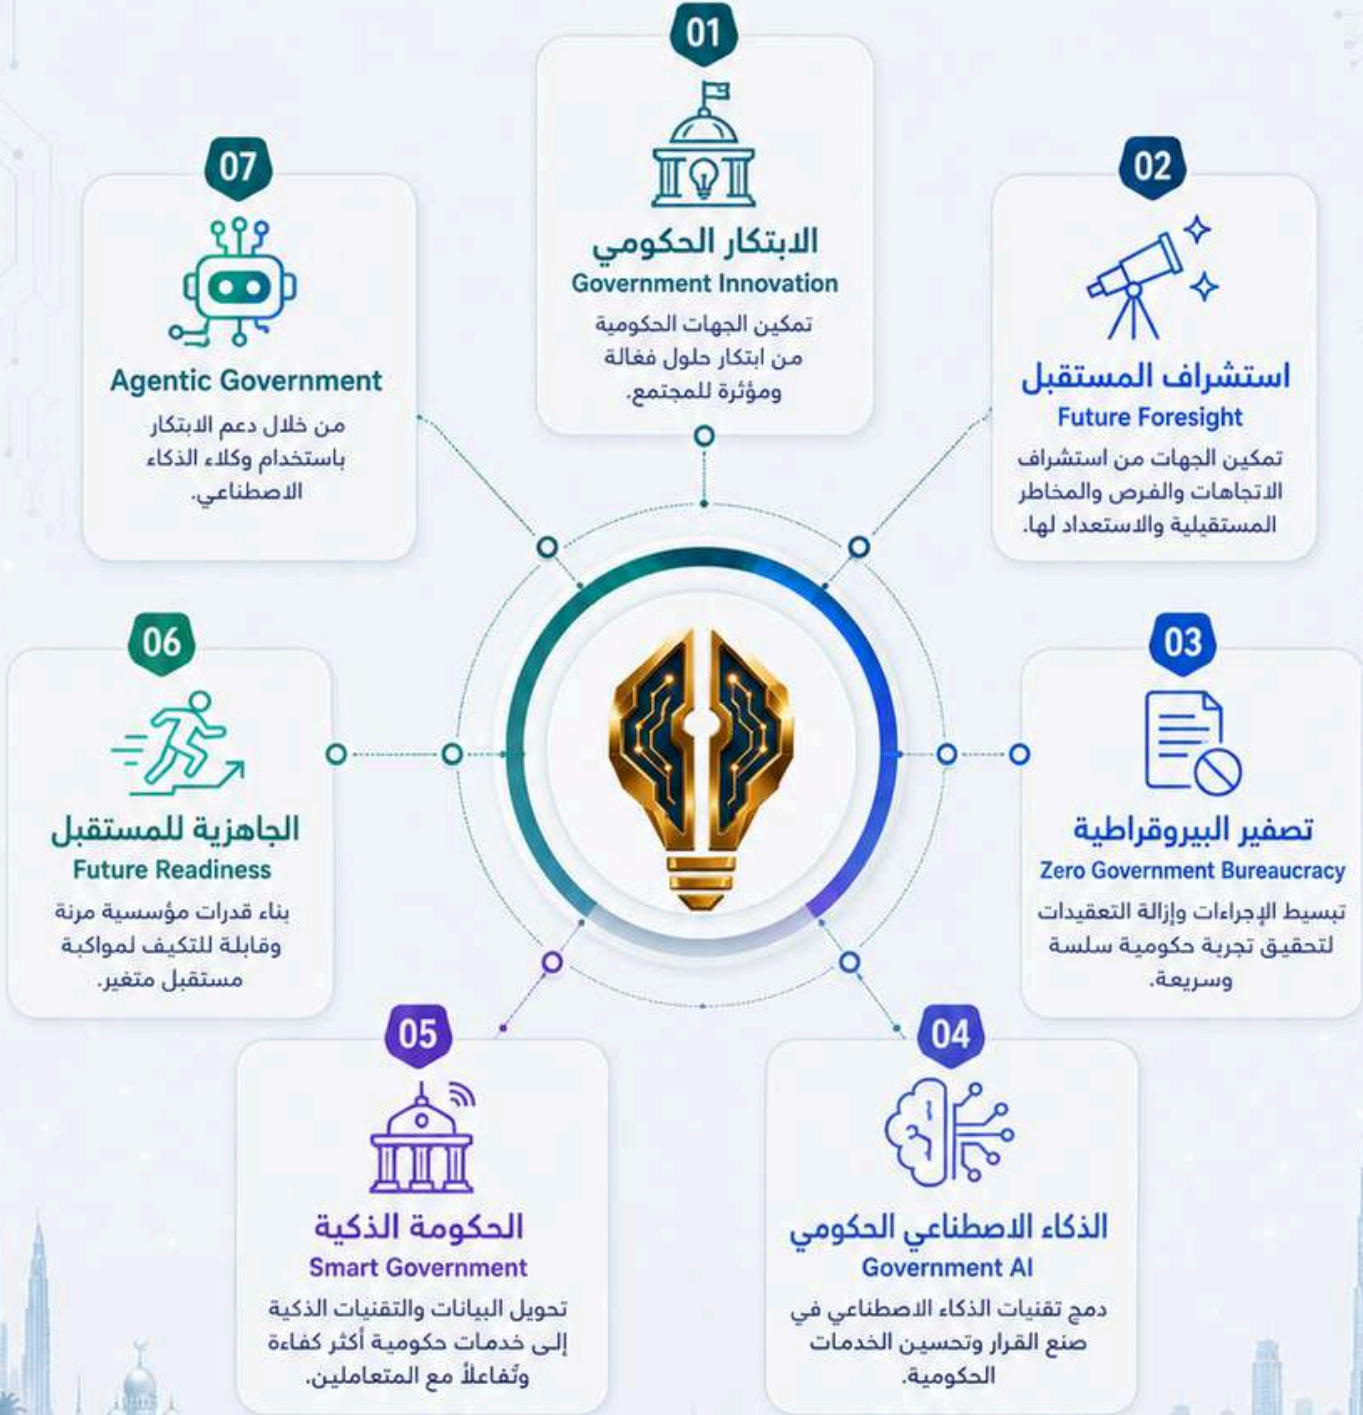 01
الابتكار الحكومي
Government Innovation
تمكين الجهات الحكومية
من ابتكار حلول فغالة
ومؤثرة للمجتمع.
02
استشراف المستقبل
Future Foresight
تمكين الجهات من استشراف
الاتجاهات والفرص والمخاطر
المستقيلية والاستعداد لها.
03
تصفير البيروقراطية
Zero Government Bureaucracy
تبسيط الإجراءات وإزالة التعقيدات
لتحقيق تجربة حكومية سلسة
وسريعة.
04
الذكاء الاصطناعي الحكومي
Government AI
دمج تقنيات الذكاء الاصطناعي في
صنع القرار وتحسين الخدمات
الحكومية.
05
الحكومة الذكية
Smart Government
تحويل البيانات والتقنيات الذكية
إلى خدمات حكومية أكثر كفاءة
وتُفاعلاً مع المتعاملين.
06
الجاهزية للمستقبل
Future Readiness
بناء قدرات مؤسسية مرنة
وقابلة للتكيف لمواكبة
مستقبل متغير.
07
Agentic Government
من خلال دعم الابتكار
باستخدام وكلاء الذكاء
الاصطناعي.